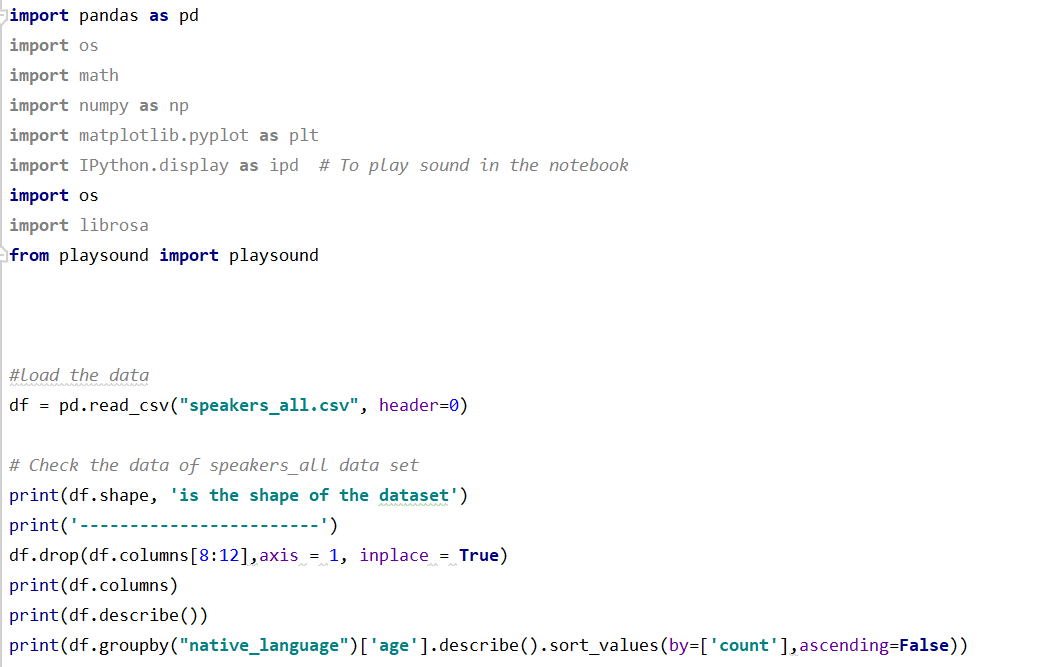 import pandas as pd
import os
import math
import numpy as np
import matplotlib.pyplot as plt
import IPython.display as ipd  # To play sound in the notebook
import os
import librosa
from playsound import playsound
#load the data
df = pd.read_csv("speakers_all.csv", header=0)
# Check the data of speakers_all data set
print(df.shape, 'is the shape of the dataset')
print('------------------------')
df.drop(df.columns[8:12],axis = 1, inplace = True)
print(df.columns)
print(df.describe())
print(df.groupby("native_language")['age'].describe().sort_values(by=['count'],ascending=False))